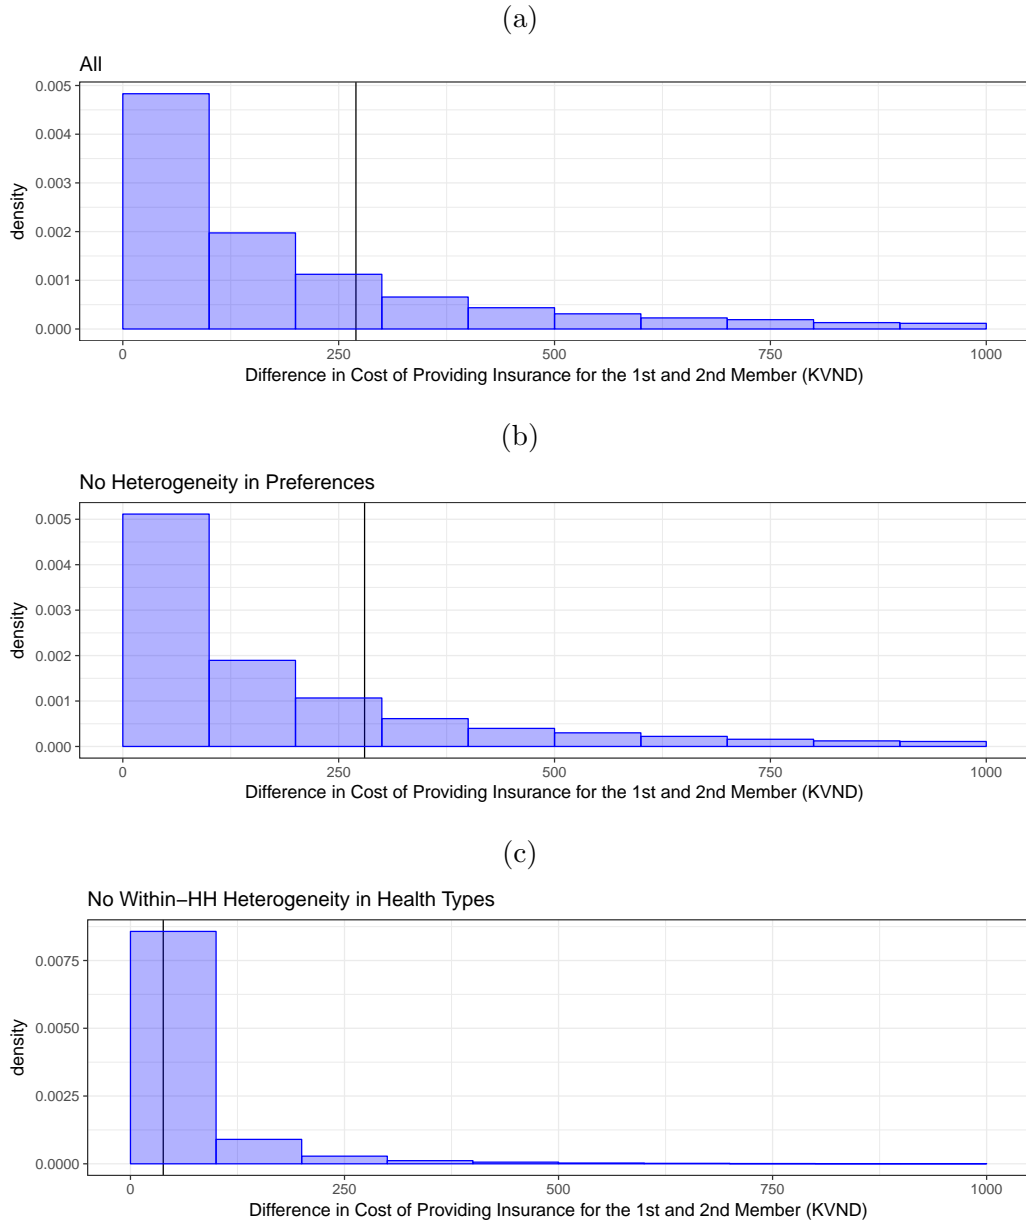 (a)
All
0.005
0.004
0.003
0.002
0.001
0.000
density
0
250
500
750
1000
Difference in Cost of Providing Insurance for the 1st and 2nd Member (KVND)
(b)
No Heterogeneity in Preferences
0.005
0.004
0.003
0.002
0.001
0.000
density
0
250
500
750
1000
Difference in Cost of Providing Insurance for the 1st and 2nd Member (KVND)
(c)
No Within−HH Heterogeneity in Health Types
0.0075
0.0050
0.0025
0.0000
density
0
250
500
750
1000
Difference in Cost of Providing Insurance for the 1st and 2nd Member (KVND)